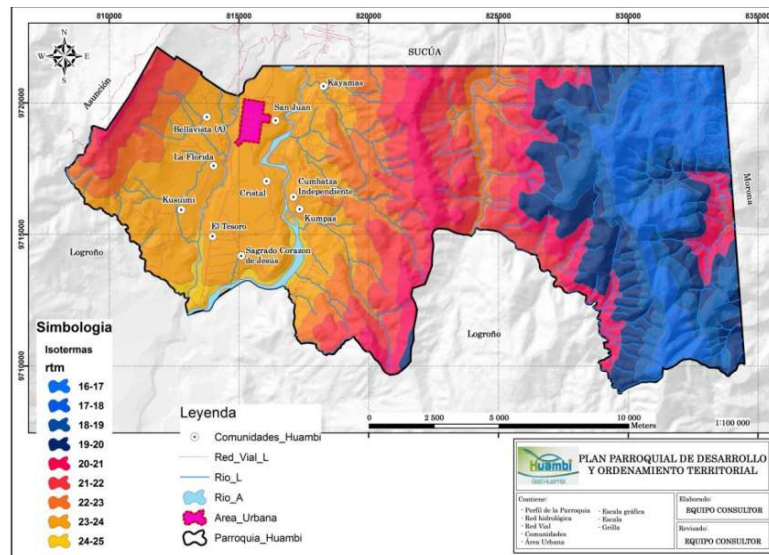 810000
815000
820000
825000
830000
835000
N
W
E
S
SUCÚA
Asunción
9720000
Kayamas
San Juan
Bellavista (A)
La Florida
Cumbatza
Independiente
Cristal
Kusuimi
Kumpas
Morona
9715000
El Tesoro
Sagrado Corazon
de Jesús
Logroño
Logroño
9710000
Simbologia
Isotermas
rtm
16-17
17-18
18-19
19-20
20-21
21-22
22-23
23-24
24-25
Leyenda
Comunidades_Huambi
Red_Vial_L
Rio_L
Rio_A
Area_Urbana
Parroquia_Huambi
0 2 500 5 000 10 000
Meters
1:100 000
Huambi
PLAN PARROQUIAL DE DESARROLLO
Y ORDENAMIENTO TERRITORIAL
Contiene:
- Perfil de la Parroquia - Escala gráfica
- Red hidrológica - Escala
- Red Vial - Grilla
- Comunidades
- Área Urbana
Elaborado:
EQUIPO CONSULTOR
Revisado:
EQUIPO CONSULTOR